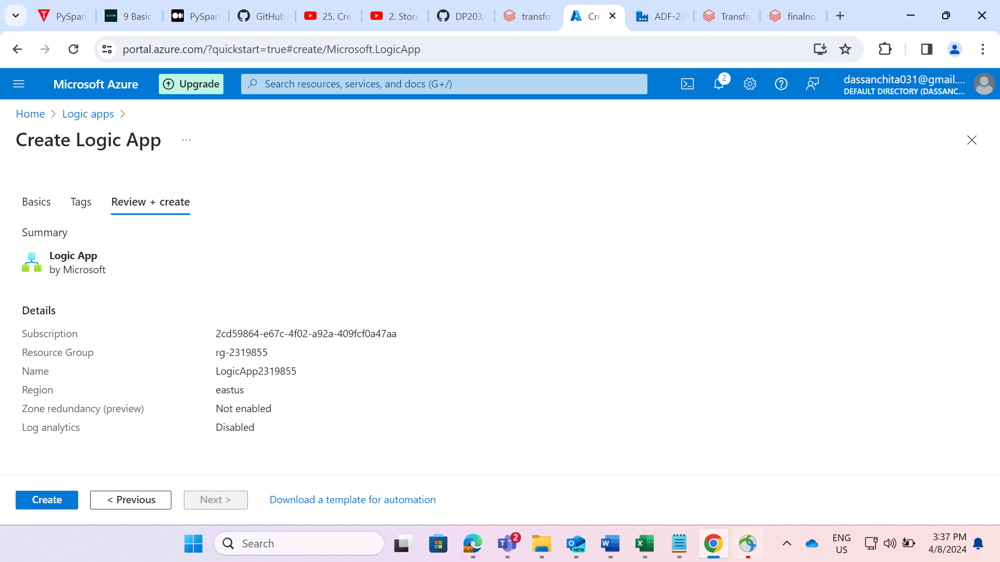 PySpark
9 Basic
PySpark
GitHub
25. Cre
2. Store
DP203/
transfo
Cre
ADF-23
Transfo
finalno
portal.azure.com/?quickstart=true#create/Microsoft.LogicApp
Microsoft Azure
Upgrade
Search resources, services, and docs (G+/)
2
dassanchita031@gmail....
DEFAULT DIRECTORY (DASSANC...
Home
Logic apps
Create Logic App
...
Basics
Tags
Review + create
Summary
Logic App
by Microsoft
Details
Subscription 2cd59864-e67c-4f02-a92a-409fcf0a47aa
Resource Group rg-2319855
Name LogicApp2319855
Region eastus
Zone redundancy (preview) Not enabled
Log analytics Disabled
Create
< Previous
Next >
Download a template for automation
Search
2
NEW
ENG
US
3:37 PM
4/8/2024